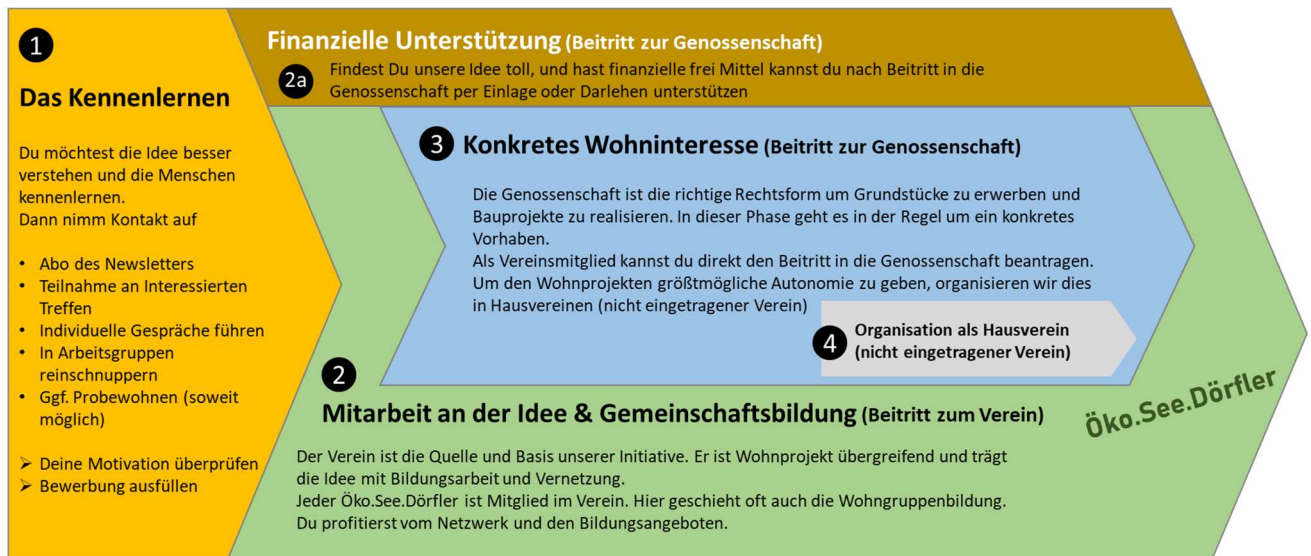 1
Das Kennenlernen
Du möchtest die Idee besser
verstehen und die Menschen
kennenlernen.
Dann nimm Kontakt auf
• Abo des Newsletters
• Teilnahme an Interessierten
Treffen
• Individuelle Gespräche führen
• In Arbeitsgruppen
reinschnuppern
• Ggf. Probewohnen (soweit
möglich)
➢ Deine Motivation überprüfen
➢ Bewerbung ausfüllen
Finanzielle Unterstützung (Beitritt zur Genossenschaft)
2a
Findest Du unsere Idee toll, und hast finanzielle frei Mittel kannst du nach Beitritt in die
Genossenschaft per Einlage oder Darlehen unterstützen
3 Konkretes Wohninteresse (Beitritt zur Genossenschaft)
Die Genossenschaft ist die richtige Rechtsform um Grundstücke zu erwerben und
Bauprojekte zu realisieren. In dieser Phase geht es in der Regel um ein konkretes
Vorhaben.
Als Vereinsmitglied kannst du direkt den Beitritt in die Genossenschaft beantragen.
Um den Wohnprojekten größtmögliche Autonomie zu geben, organisieren wir dies
in Hausvereinen (nicht eingetragener Verein)
4
Organisation als Hausverein
(nicht eingetragener Verein)
2
Mitarbeit an der Idee & Gemeinschaftsbildung (Beitritt zum Verein)
Der Verein ist die Quelle und Basis unserer Initiative. Er ist Wohnprojekt übergreifend und trägt
die Idee mit Bildungsarbeit und Vernetzung.
Jeder Öko.See.Dörfler ist Mitglied im Verein. Hier geschieht oft auch die Wohngruppenbildung.
Du profitierst vom Netzwerk und den Bildungsangeboten.
Öko.See.Dörfler